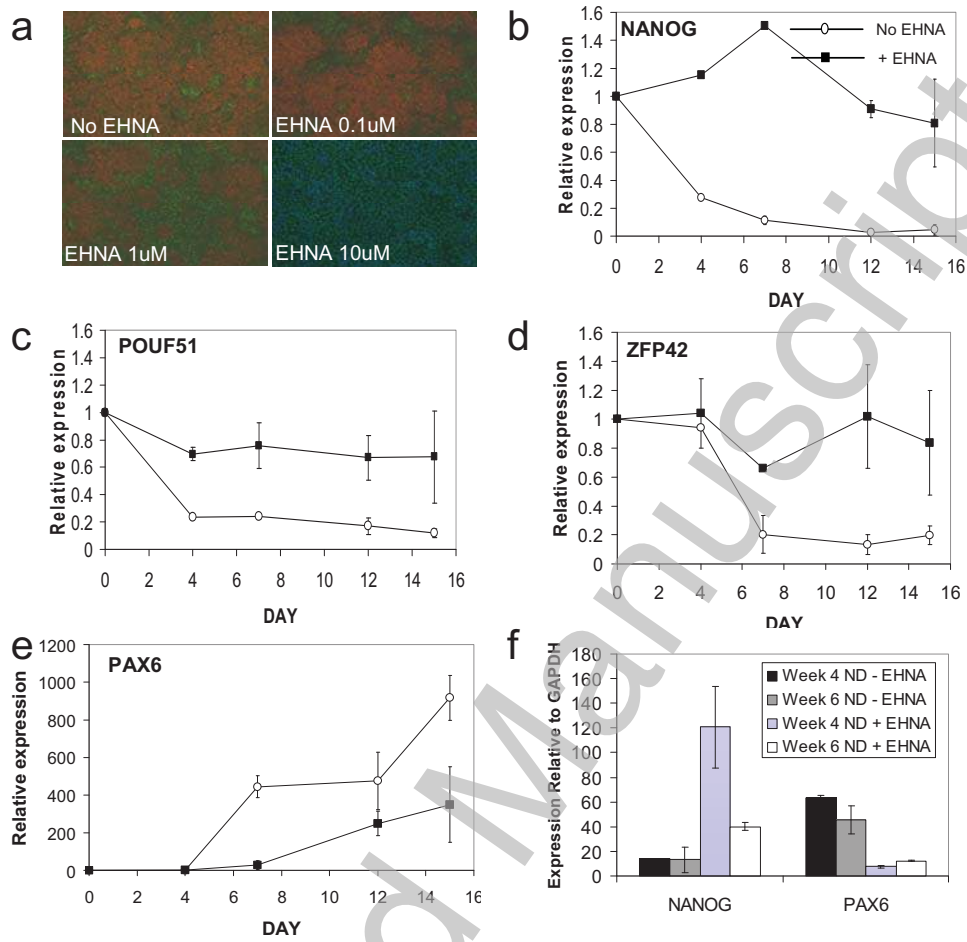 a
No EHNA
EHNA 0.1uM
EHNA 1uM
EHNA 10uM
b
NANOG
No EHNA
+ EHNA
Relative expression
1.6
1.4
1.2
1
0.8
0.6
0.4
0.2
0
0 2 4 6 8 10 12 14 16
DAY
c
POUF51
Relative expression
1.6
1.4
1.2
1
0.8
0.6
0.4
0.2
0
0 2 4 6 8 10 12 14 16
DAY
d
ZFP42
Relative expression
1.6
1.4
1.2
1
0.8
0.6
0.4
0.2
0
0 2 4 6 8 10 12 14 16
DAY
e
PAX6
Relative expression
1200
1000
800
600
400
200
0
0 2 4 6 8 10 12 14 16
DAY
f
Expression Relative to GAPDH
180
160
140
120
100
80
60
40
20
0
Week 4 ND - EHNA
Week 6 ND - EHNA
Week 4 ND + EHNA
Week 6 ND + EHNA
NANOG PAX6
d Manuscript